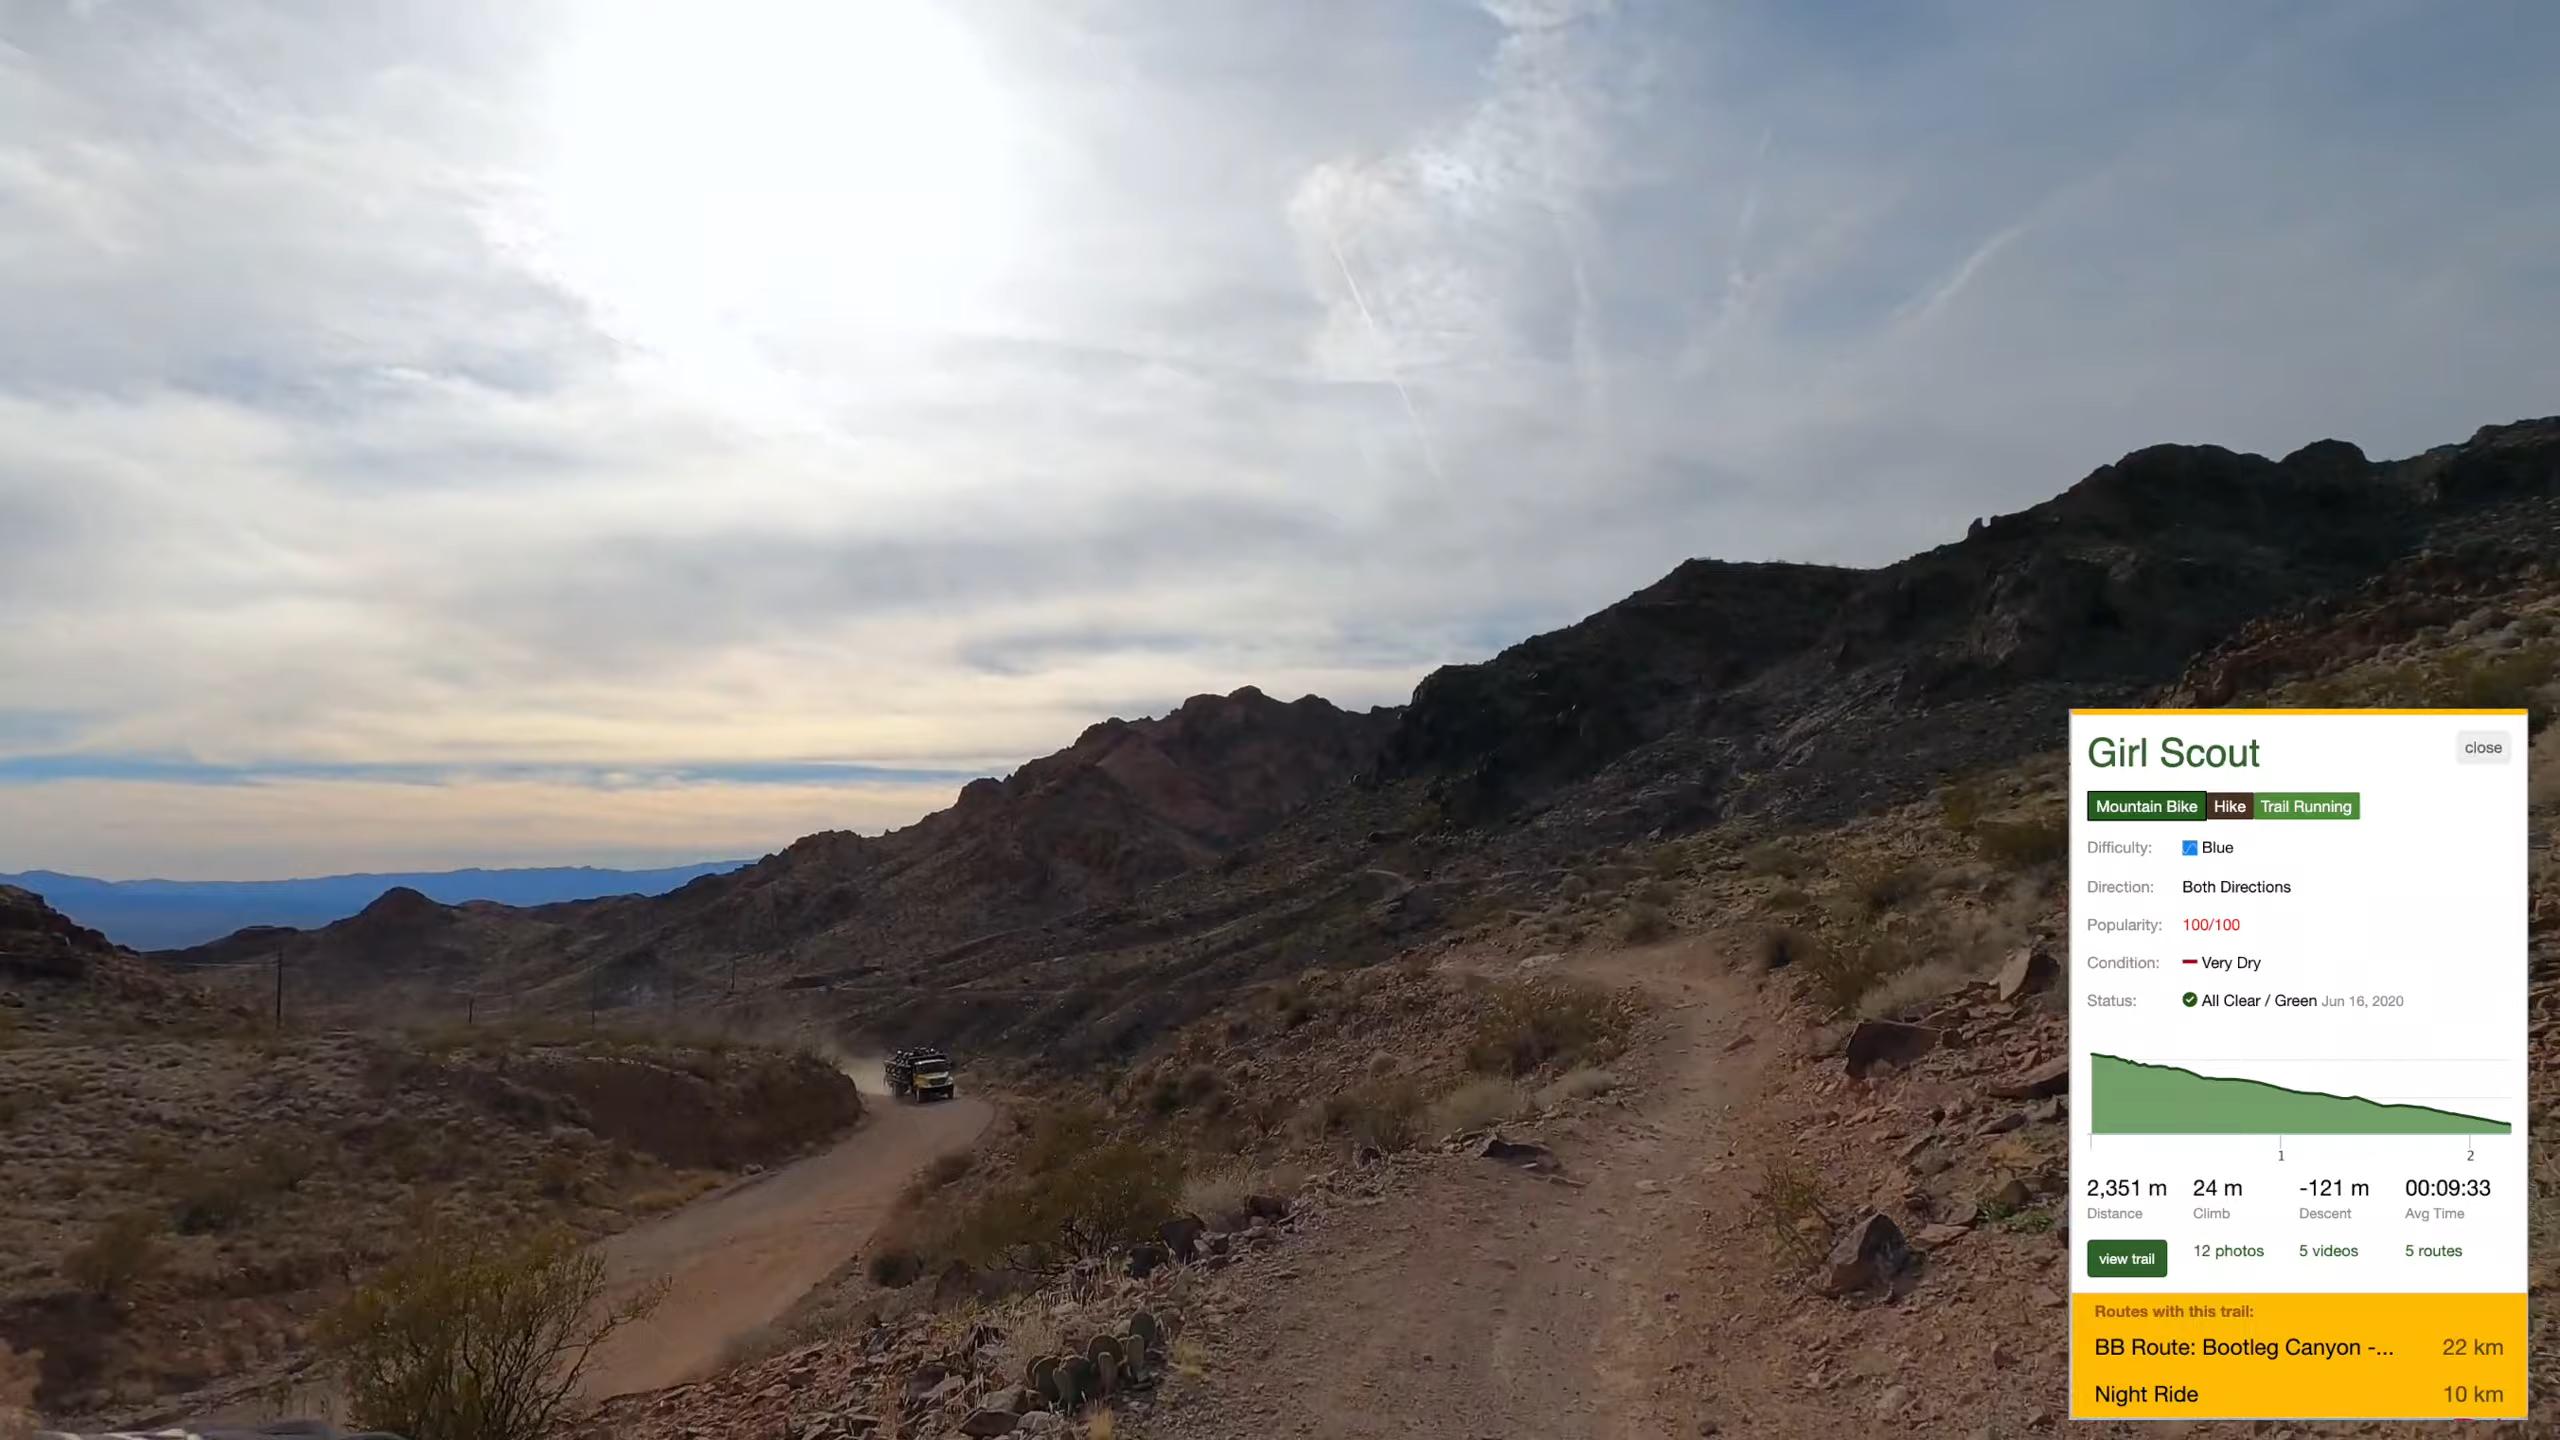 Girl Scout
close
Mountain Bike Hike Trail Running
Difficulty: Blue
Direction: Both Directions
Popularity: 100/100
Condition: Very Dry
Status: All Clear / Green Jun 16, 2020
1 2
2,351 m 24 m -121 m 00:09:33
Distance Climb Descent Avg Time
view trail 12 photos 5 videos 5 routes
Routes with this trail:
BB Route: Bootleg Canyon -... 22 km
Night Ride 10 km